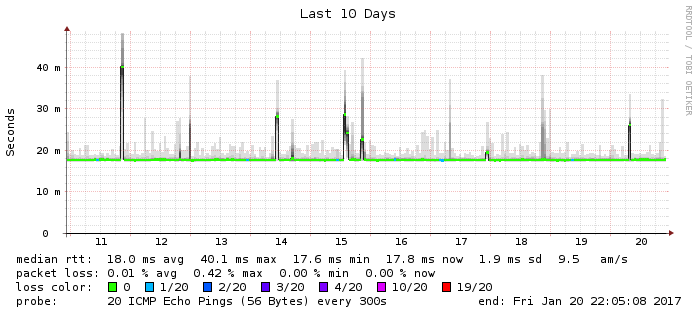 Last 10 Days
RRDTOOL / TOBI OETIKER
Seconds
40 m
30 m
20 m
10 m
0
11 12 13 14 15 16 17 18 19 20
median rtt: 18.0 ms avg 40.1 ms max 17.6 ms min 17.8 ms now 1.9 ms sd 9.5 am/s
packet loss: 0.01 % avg 0.42 % max 0.00 % min 0.00 % now
loss color: 0 1/20 2/20 3/20 4/20 10/20 19/20
probe: 20 ICMP Echo Pings (56 Bytes) every 300s end: Fri Jan 20 22:05:08 2017